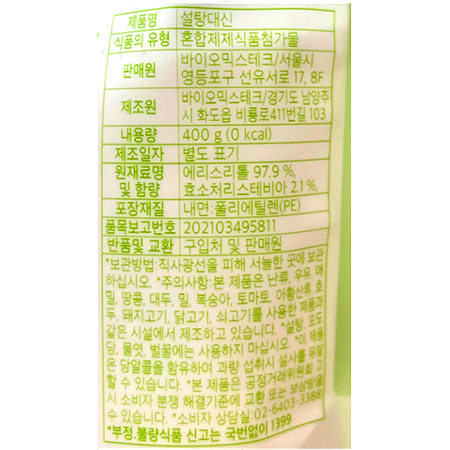 제품명 설탕대신
식품의 유형 혼합제제식품첨가물
판매원 바이오믹스테크/서울시
영등포구 선유서로 17, 8F
제조원 바이오믹스테크/경기도 남양주
시 화도읍 비룡로411번길 103
내용량 400 g (0 kcal)
제조일자 별도 표기
원재료명 에리스리톨 97.9 %,
및 함량 효소처리스테비아 2.1%,
포장재질 내면:폴리에틸렌(PE)
품목보고번호 202103495811
반품및교환 구입처 및 판매원
*보관방법:직사광선을 피해 서늘한 곳에 보관
하십시오. *주의사항:본 제품은 난류, 우유, 메
밀, 땅콩, 대두, 밀, 복숭아, 토마토, 아황산류, 호
두, 돼지고기, 닭고기, 쇠고기를 사용한 제품과
같은 시설에서 제조하고 있습니다. *설탕, 포도
당, 물엿, 벌꿀에는 사용하지 마십시오 *이 제품
은 당알콜을 함유하여 과량 섭취시 설사를 유발
할 수 있습니다. *본 제품은 공정거래위원회 고
시 소비자 분쟁 해결기준에 교환 또는 보상받을
수 있습니다. *소비자 상담실: 02-6403-3388
*부정.불량식품 신고는 국번없이 1399